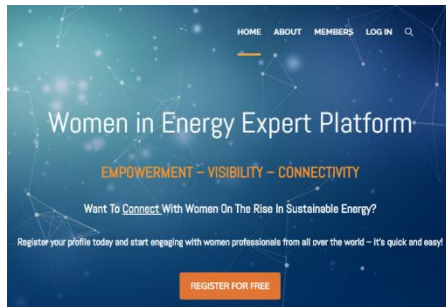 HOME ABOUT MEMBERS LOG IN
Women in Energy Expert Platform
EMPOWERMENT – VISIBILITY – CONNECTIVITY
Want To Connect With Women On The Rise In Sustainable Energy?
Register your profile today and start engaging with women professionals from all over the world – it's quick and easy!
REGISTER FOR FREE